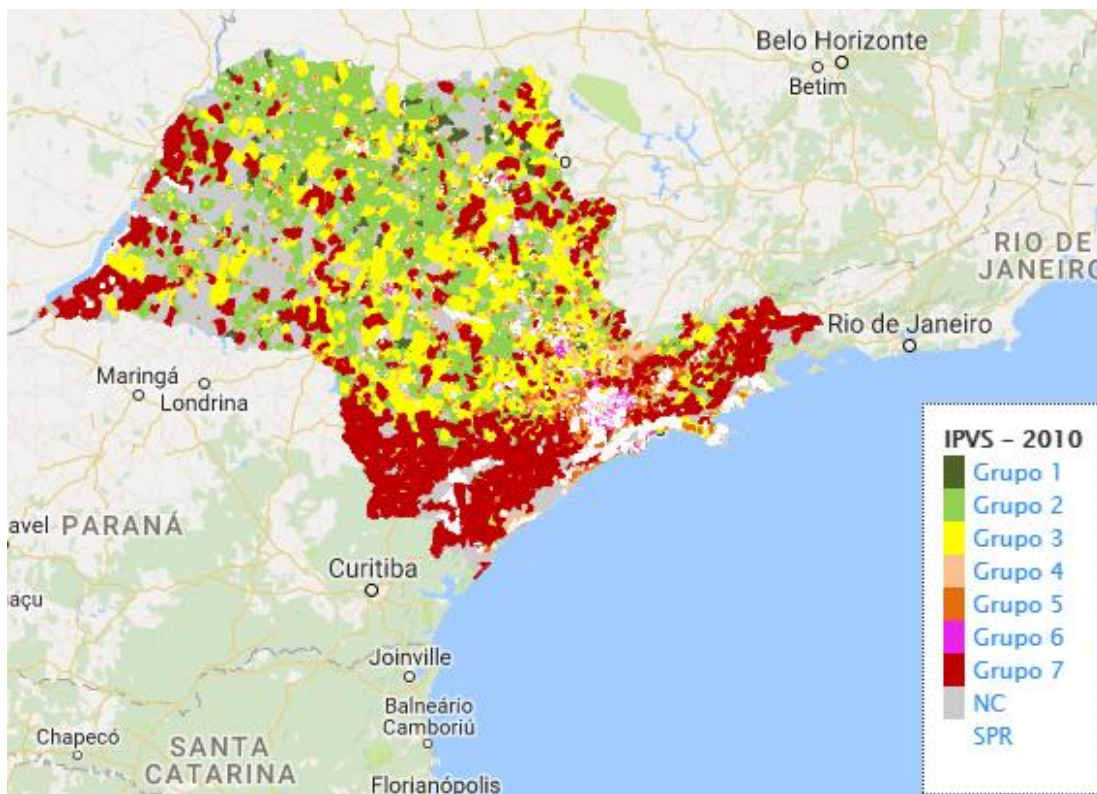 Belo Horizonte
Betim
RIO DE
JANEIRO
Rio de Janeiro
Maringá
Londrina
IPVS – 2010
Grupo 1
Grupo 2
Grupo 3
Grupo 4
Grupo 5
Grupo 6
Grupo 7
NC
SPR
avel
PARANÁ
Curitiba
açu
Joinville
Balneário
Camboriú
Chapecó
SANTA
CATARINA
Florianópolis